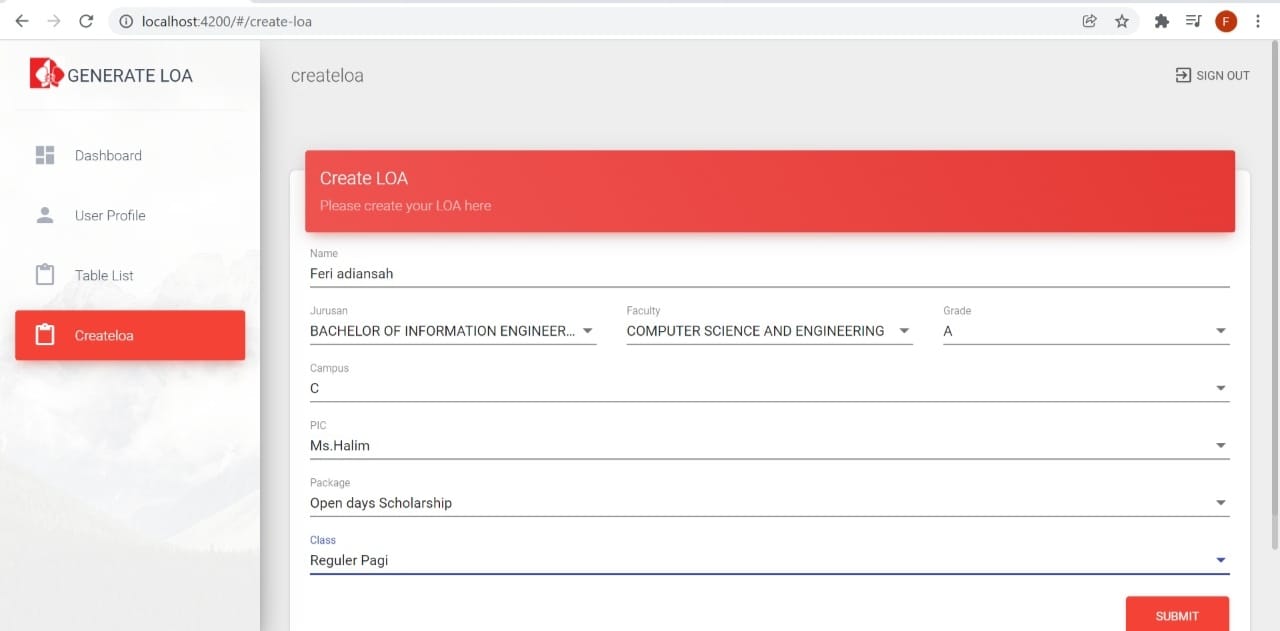 localhost:4200/#/create-loa
F
GENERATE LOA
createloa
SIGN OUT
Dashboard
User Profile
Table List
Createloa
Create LOA
Please create your LOA here
Name
Feri adiansah
Jurusan Faculty Grade
BACHELOR OF INFORMATION ENGINEER... COMPUTER SCIENCE AND ENGINEERING A
Campus
C
PIC
Ms.Halim
Package
Open days Scholarship
Class
Reguler Pagi
SUBMIT